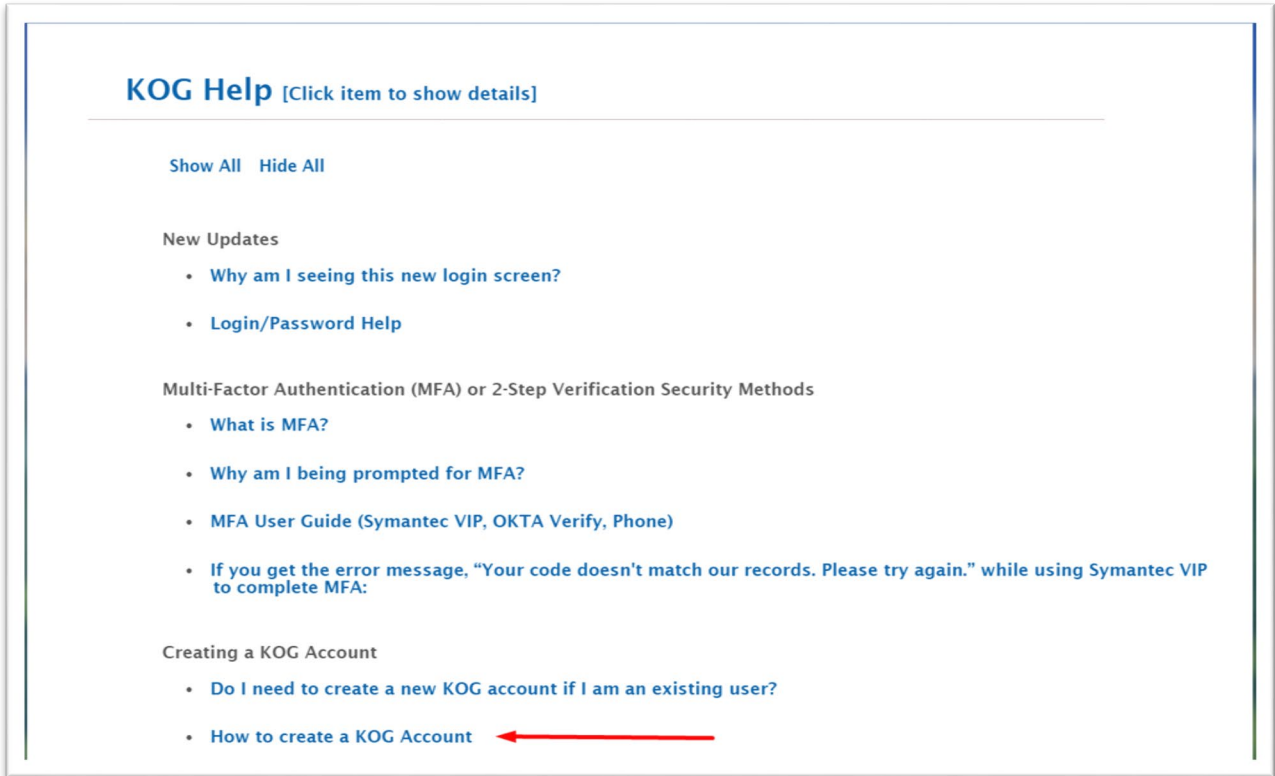 KOG Help [Click item to show details]
Show All Hide All
New Updates
• Why am I seeing this new login screen?
• Login/Password Help
Multi-Factor Authentication (MFA) or 2-Step Verification Security Methods
• What is MFA?
• Why am I being prompted for MFA?
• MFA User Guide (Symantec VIP, OKTA Verify, Phone)
• If you get the error message, “Your code doesn't match our records. Please try again.” while using Symantec VIP
to complete MFA:
Creating a KOG Account
• Do I need to create a new KOG account if I am an existing user?
• How to create a KOG Account